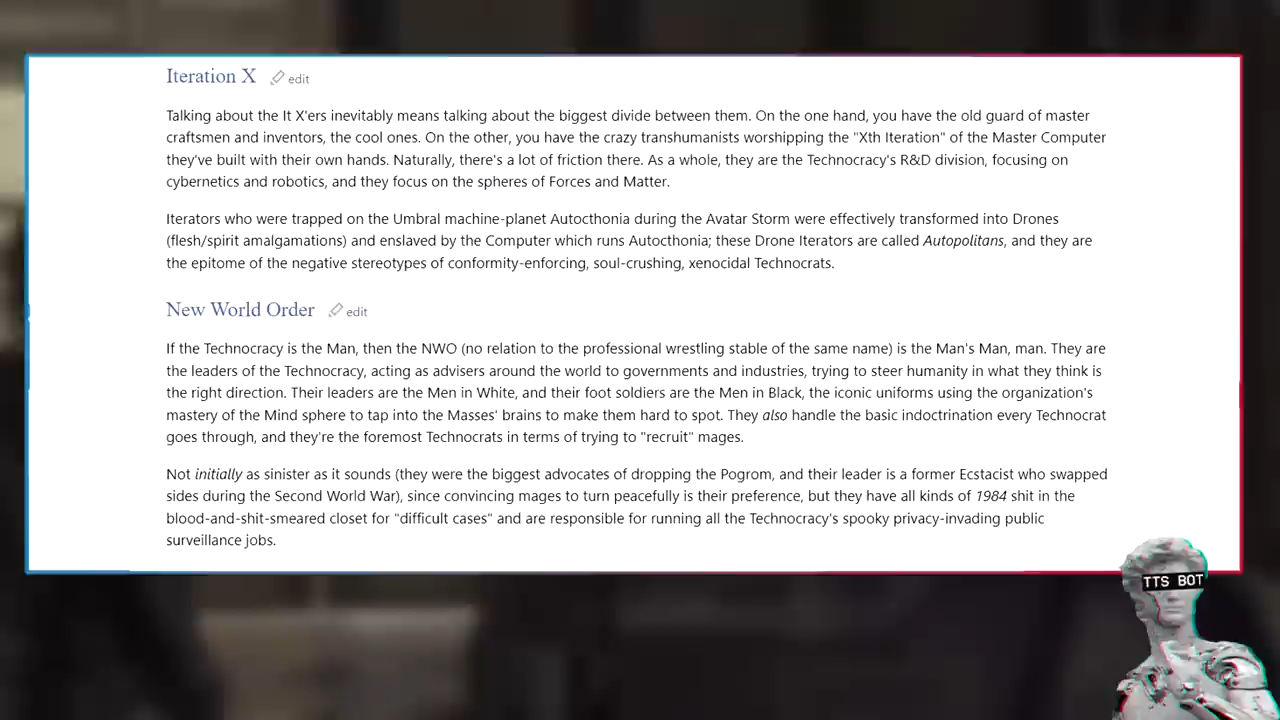 Iteration X edit
Talking about the It X'ers inevitably means talking about the biggest divide between them. On the one hand, you have the old guard of master
craftsmen and inventors, the cool ones. On the other, you have the crazy transhumanists worshipping the "Xth Iteration" of the Master Computer
they've built with their own hands. Naturally, there's a lot of friction there. As a whole, they are the Technocracy's R&D division, focusing on
cybernetics and robotics, and they focus on the spheres of Forces and Matter.
Iterators who were trapped on the Umbral machine-planet Autocthonia during the Avatar Storm were effectively transformed into Drones
(flesh/spirit amalgamations) and enslaved by the Computer which runs Autocthonia; these Drone Iterators are called Autopolitans, and they are
the epitome of the negative stereotypes of conformity-enforcing, soul-crushing, xenocidal Technocrats.
New World Order edit
If the Technocracy is the Man, then the NWO (no relation to the professional wrestling stable of the same name) is the Man's Man, man. They are
the leaders of the Technocracy, acting as advisers around the world to governments and industries, trying to steer humanity in what they think is
the right direction. Their leaders are the Men in White, and their foot soldiers are the Men in Black, the iconic uniforms using the organization's
mastery of the Mind sphere to tap into the Masses' brains to make them hard to spot. They also handle the basic indoctrination every Technocrat
goes through, and they're the foremost Technocrats in terms of trying to "recruit" mages.
Not initially as sinister as it sounds (they were the biggest advocates of dropping the Pogrom, and their leader is a former Ecstacist who swapped
sides during the Second World War), since convincing mages to turn peacefully is their preference, but they have all kinds of 1984 shit in the
blood-and-shit-smeared closet for "difficult cases" and are responsible for running all the Technocracy's spooky privacy-invading public
surveillance jobs.
TTS BOT